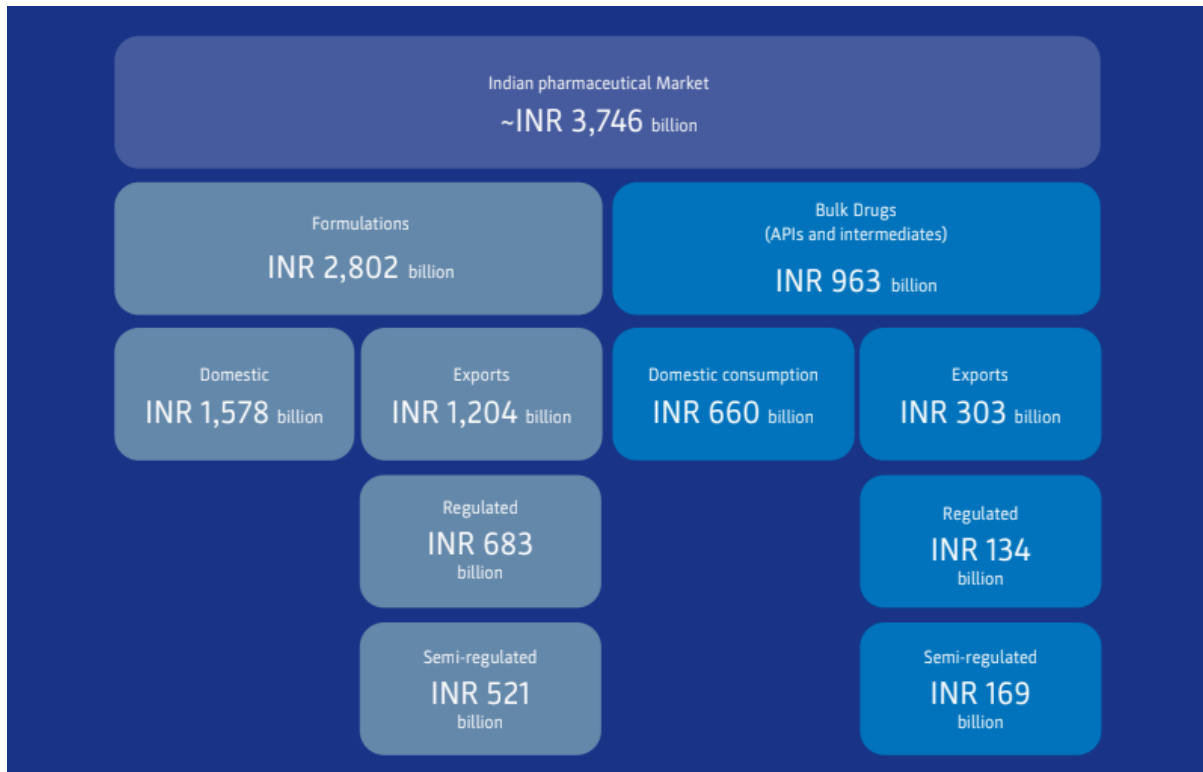 Indian pharmaceutical Market
~INR 3,746 billion
Formulations
INR 2,802 billion
Bulk Drugs
(APIs and intermediates)
INR 963 billion
Domestic
INR 1,578 billion
Exports
INR 1,204 billion
Domestic consumption
INR 660 billion
Exports
INR 303 billion
Regulated
INR 683
billion
Regulated
INR 134
billion
Semi-regulated
INR 521
billion
Semi-regulated
INR 169
billion